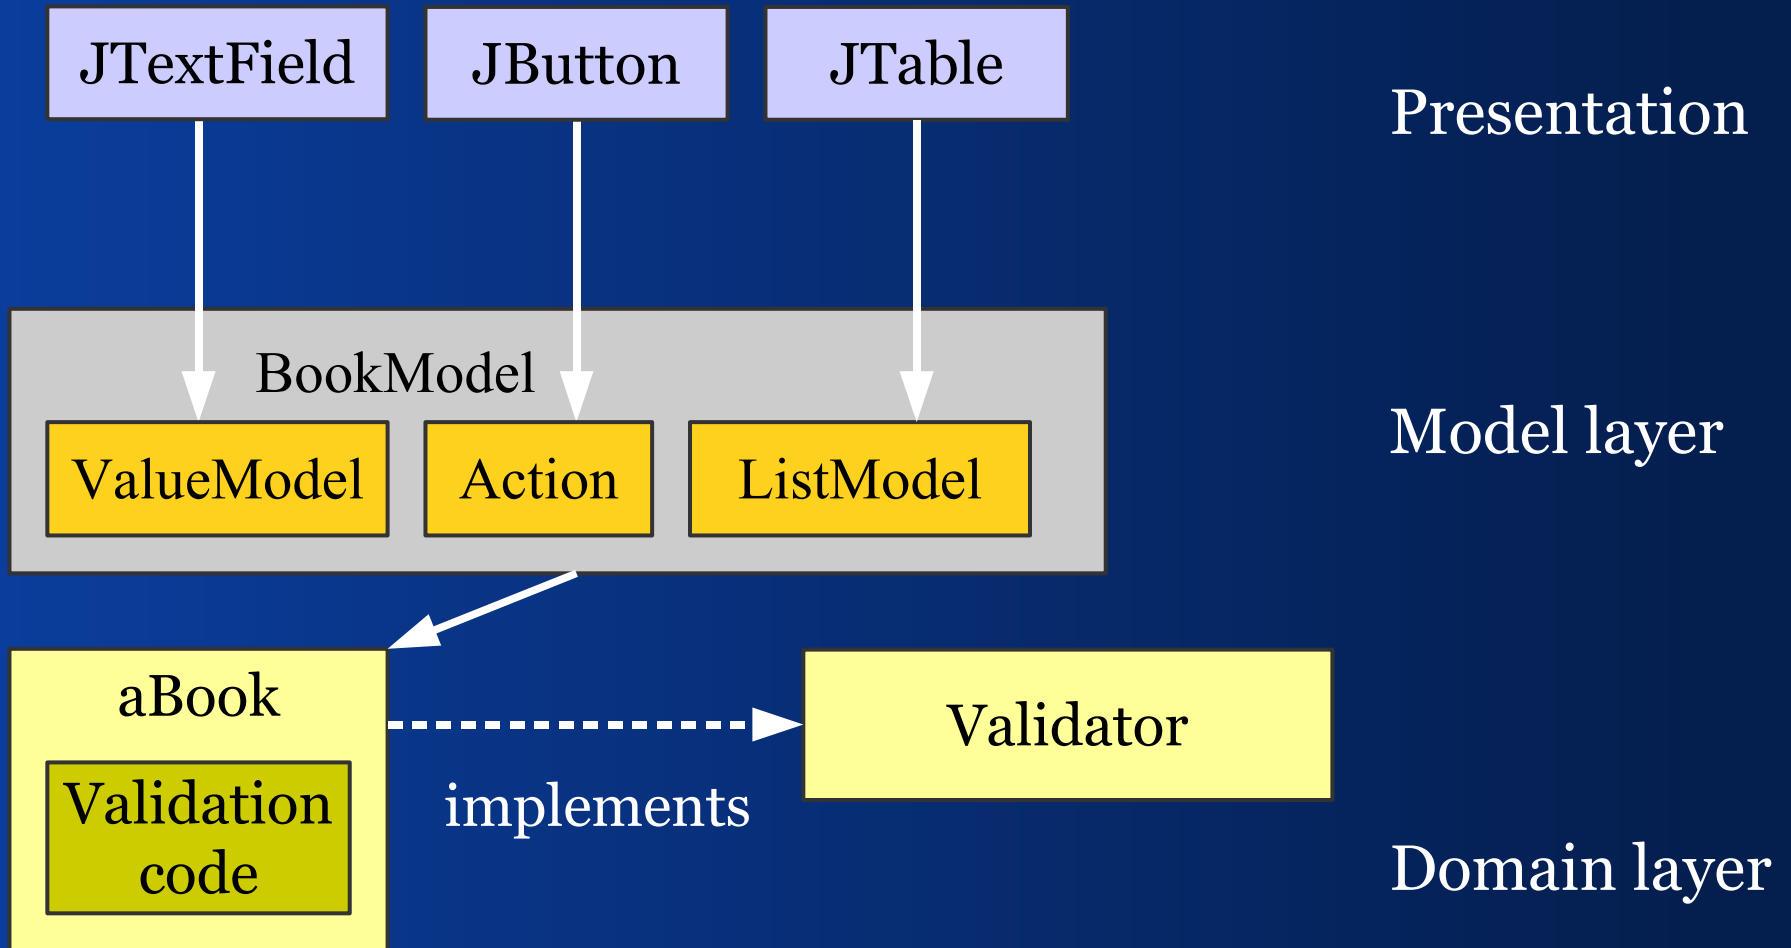 JTextField
JButton
JTable
Presentation
BookModel
Model layer
ValueModel
Action
ListModel
aBook
Validator
Validation
code
implements
Domain layer